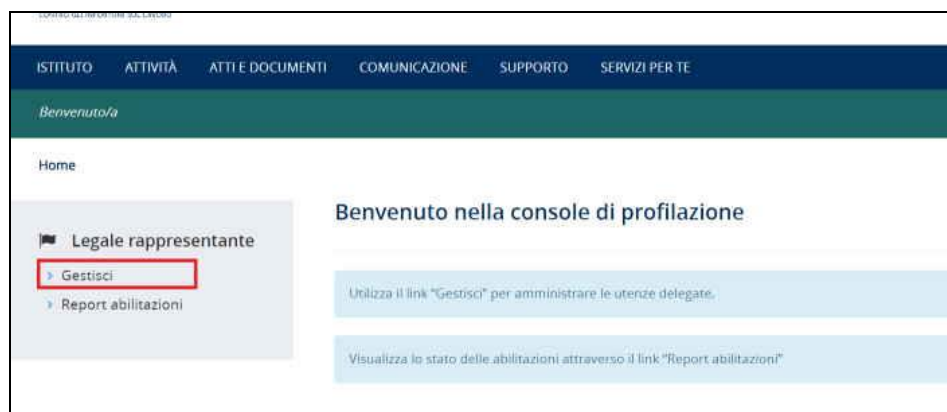 ISTITUTO ATTIVITÀ ATTI E DOCUMENTI COMUNICAZIONE SUPPORTO SERVIZI PER TE
Benvenuto/a
Home
Legale rappresentante
Gestisci
Report abilitazioni
Benvenuto nella console di profilazione
Utilizza il link "Gestisci" per amministrare le utenze delegate.
Visualizza lo stato delle abilitazioni attraverso il link "Report abilitazioni"